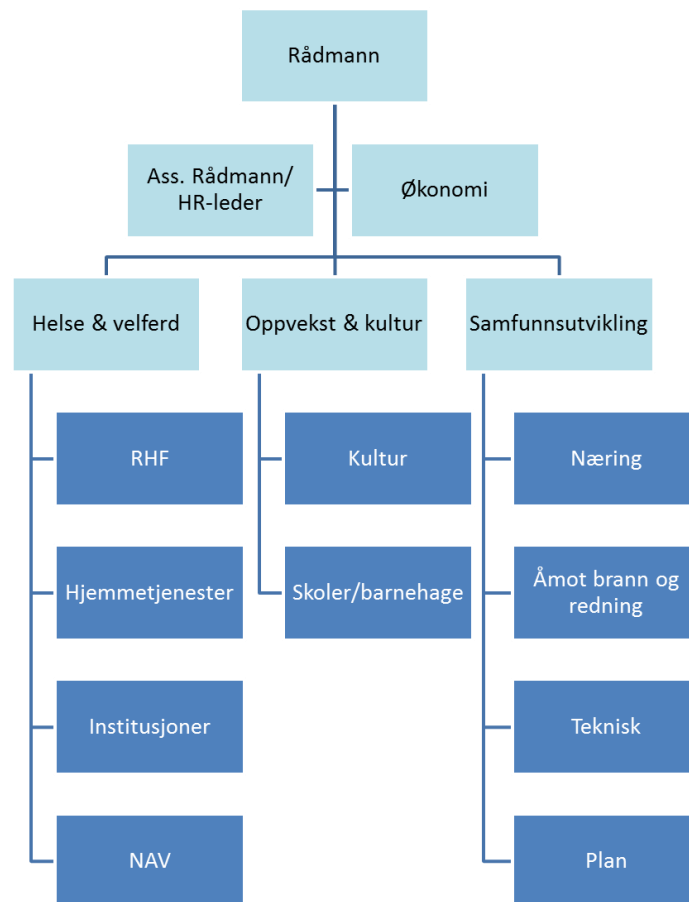 Rådmann
Ass. Rådmann/
HR-leder
Økonomi
Helse & velferd
Oppvekst & kultur
Samfunnsutvikling
RHF
Kultur
Næring
Hjemmetjenester
Skoler/barnehage
Åmot brann og
redning
Institusjoner
Teknisk
NAV
Plan